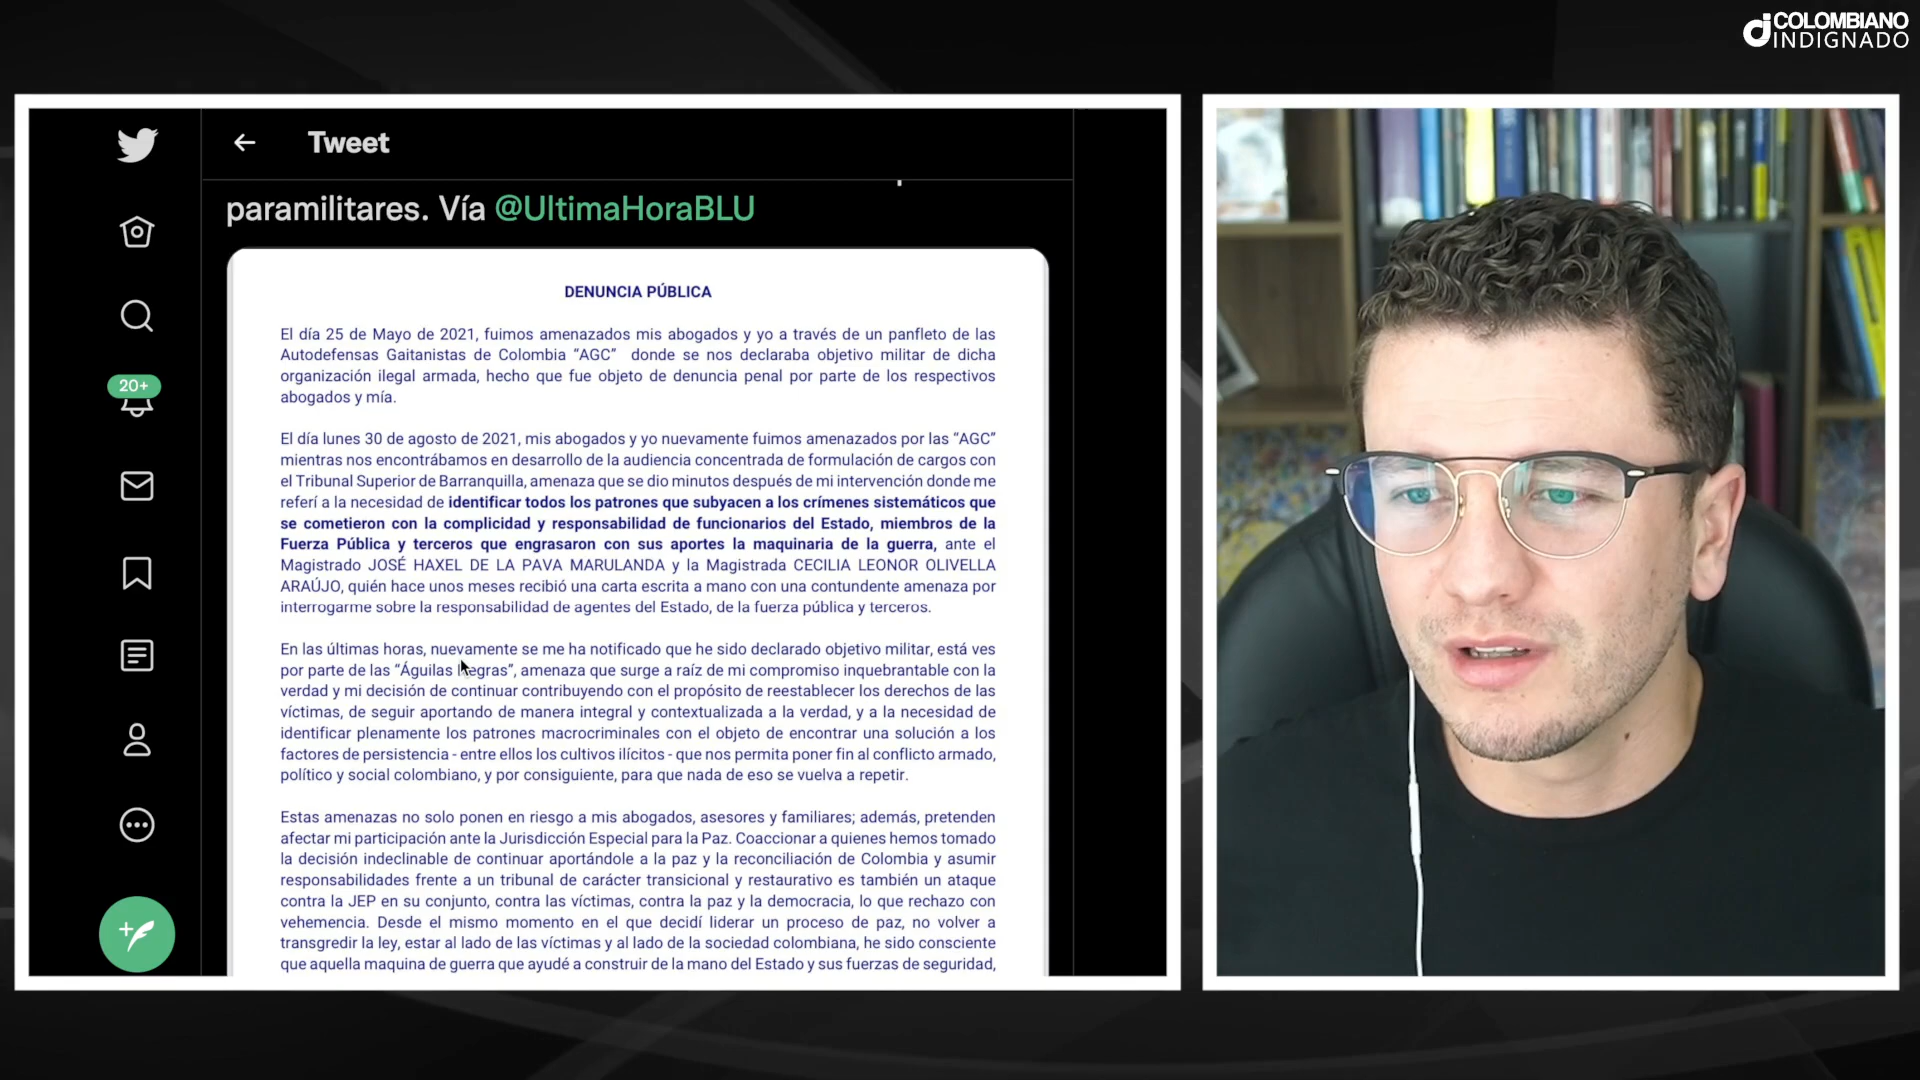 COLOMBIANO
INDIGNADO
Tweet
paramilitares. Vía @UltimaHoraBLU
20+
DENUNCIA PÚBLICA
El día 25 de Mayo de 2021, fuimos amenazados mis abogados y yo a través de un panfleto de las
Autodefensas Gaitanistas de Colombia “AGC” donde se nos declaraba objetivo militar de dicha
organización ilegal armada, hecho que fue objeto de denuncia penal por parte de los respectivos
abogados y mía.
El día lunes 30 de agosto de 2021, mis abogados y yo nuevamente fuimos amenazados por las “AGC”
mientras nos encontrábamos en desarrollo de la audiencia concentrada de formulación de cargos con
el Tribunal Superior de Barranquilla, amenaza que se dio minutos después de mi intervención donde me
referí a la necesidad de identificar todos los patrones que subyacen a los crímenes sistemáticos que
se cometieron con la complicidad y responsabilidad de funcionarios del Estado, miembros de la
Fuerza Pública y terceros que engrasaron con sus aportes la maquinaria de la guerra, ante el
Magistrado JOSÉ HAXEL DE LA PAVA MARULANDA y la Magistrada CECILIA LEONOR OLIVELLA
ARAÚJO, quién hace unos meses recibió una carta escrita a mano con una contundente amenaza por
interrogarme sobre la responsabilidad de agentes del Estado, de la fuerza pública y terceros.
En las últimas horas, nuevamente se me ha notificado que he sido declarado objetivo militar, está ves
por parte de las “Águilas Negras”, amenaza que surge a raíz de mi compromiso inquebrantable con la
verdad y mi decisión de continuar contribuyendo con el propósito de reestablecer los derechos de las
víctimas, de seguir aportando de manera integral y contextualizada a la verdad, y a la necesidad de
identificar plenamente los patrones macrocriminales con el objeto de encontrar una solución a los
factores de persistencia - entre ellos los cultivos ilícitos - que nos permita poner fin al conflicto armado,
político y social colombiano, y por consiguiente, para que nada de eso se vuelva a repetir.
Estas amenazas no solo ponen en riesgo a mis abogados, asesores y familiares; además, pretenden
afectar mi participación ante la Jurisdicción Especial para la Paz. Coaccionar a quienes hemos tomado
la decisión indeclinable de continuar aportándole a la paz y la reconciliación de Colombia y asumir
responsabilidades frente a un tribunal de carácter transicional y restaurativo es también un ataque
contra la JEP en su conjunto, contra las víctimas, contra la paz y la democracia, lo que rechazo con
vehemencia. Desde el mismo momento en el que decidí liderar un proceso de paz, no volver a
transgredir la ley, estar al lado de las víctimas y al lado de la sociedad colombiana, he sido consciente
que aquella maquina de guerra que ayudé a construir de la mano del Estado y sus fuerzas de seguridad,